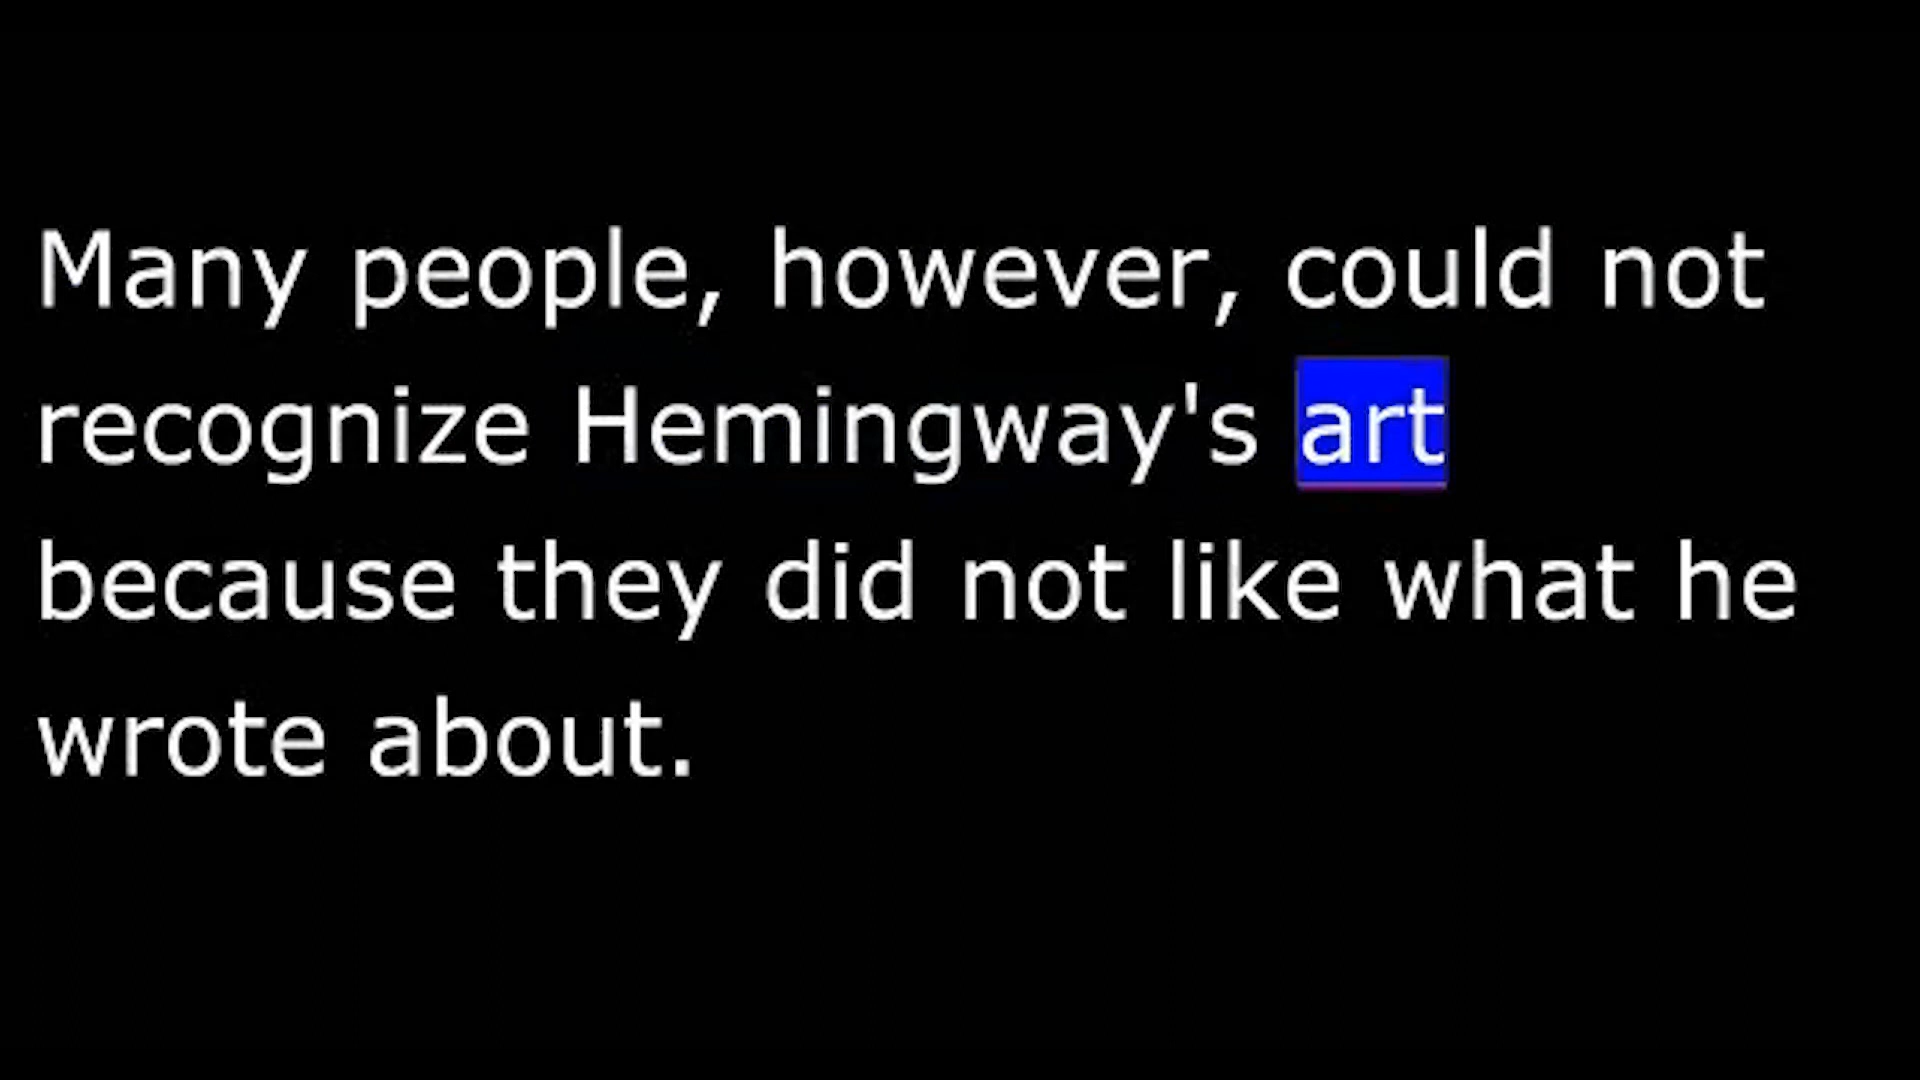 Many people, however, could not
recognize Hemingway's art
because they did not like what he
wrote about.